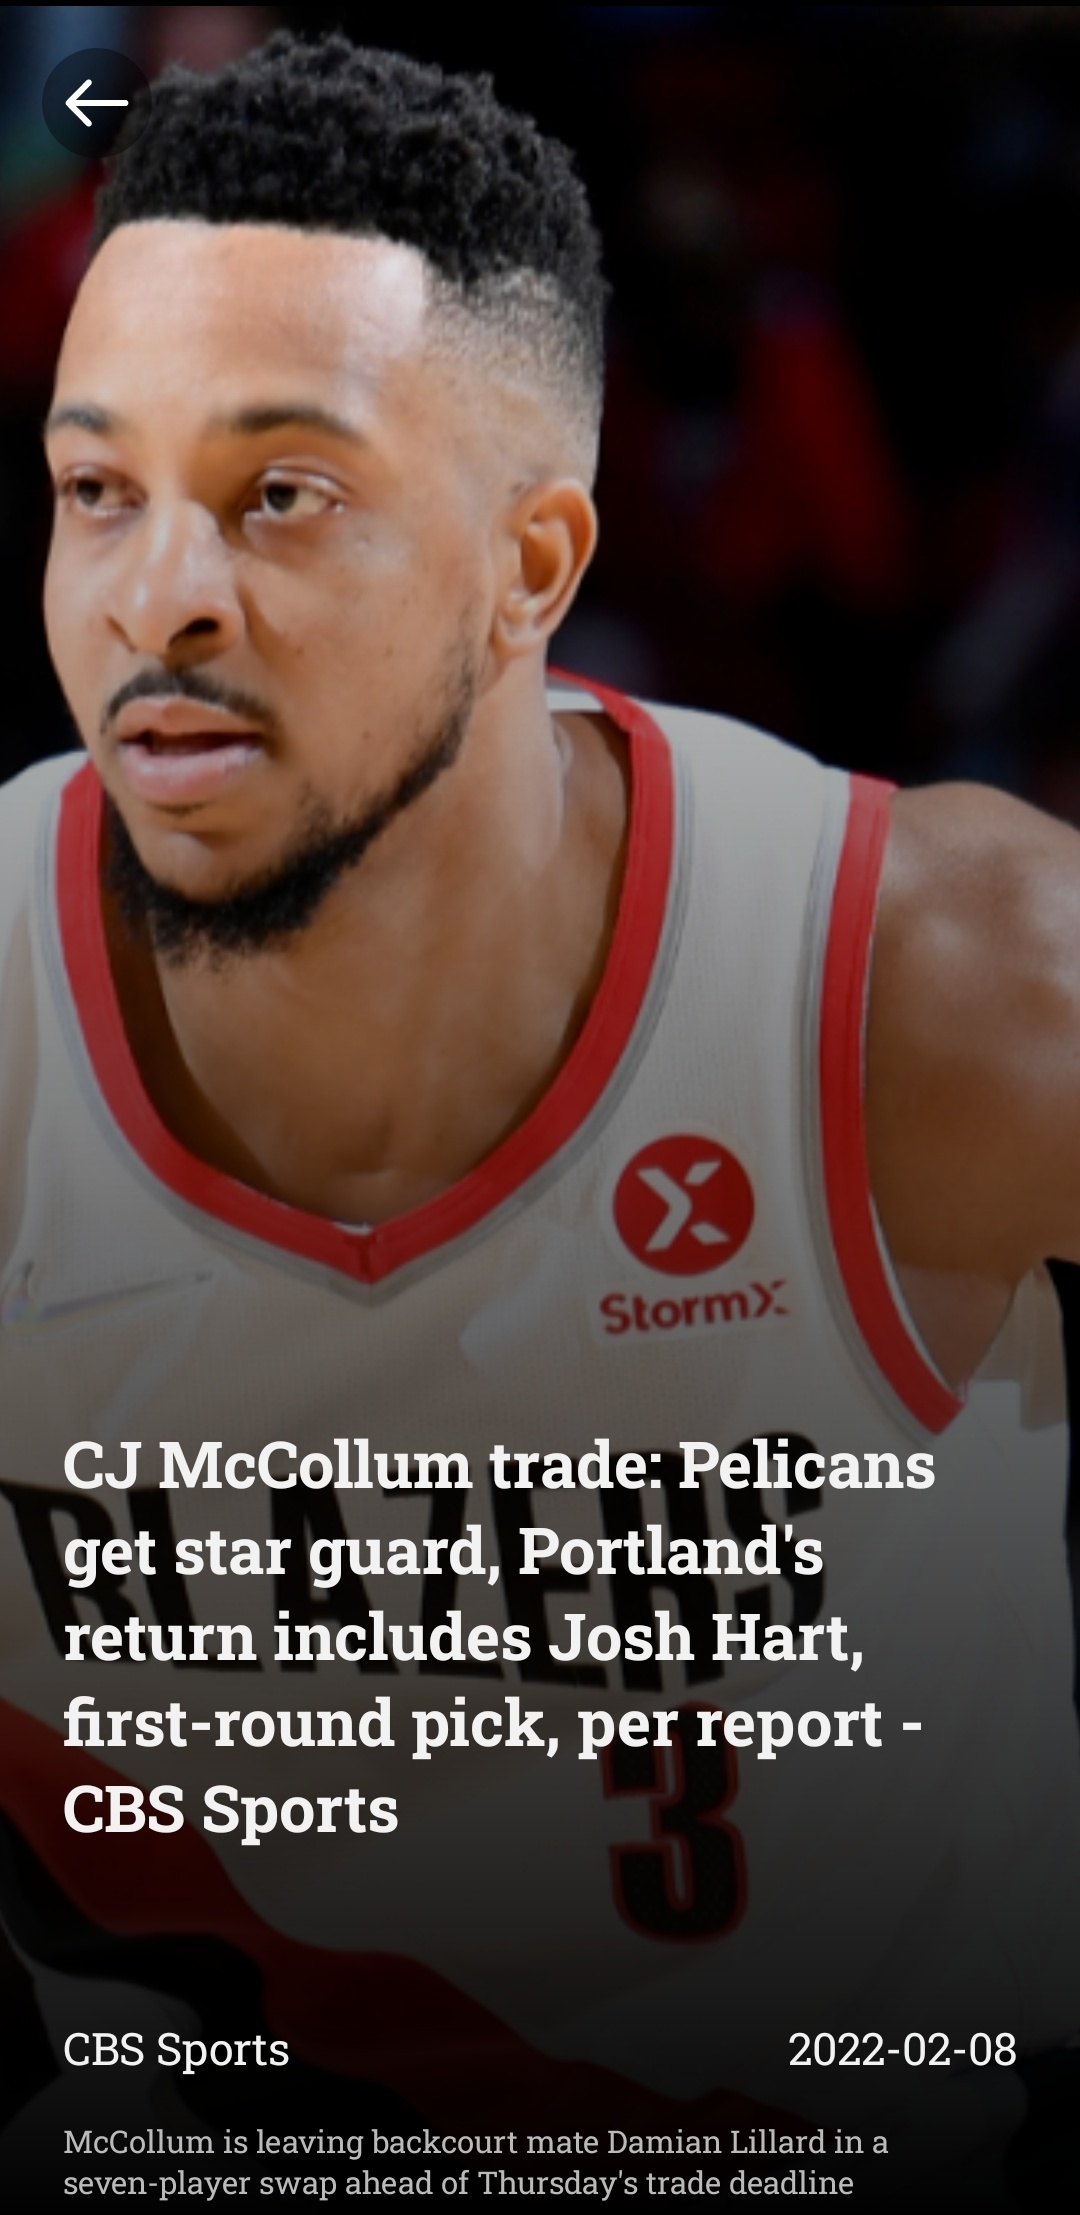 StormX
BLAZERS
CJ McCollum trade: Pelicans
get star guard, Portland's
return includes Josh Hart,
first-round pick, per report -
CBS Sports
3
CBS Sports
2022-02-08
McCollum is leaving backcourt mate Damian Lillard in a
seven-player swap ahead of Thursday's trade deadline